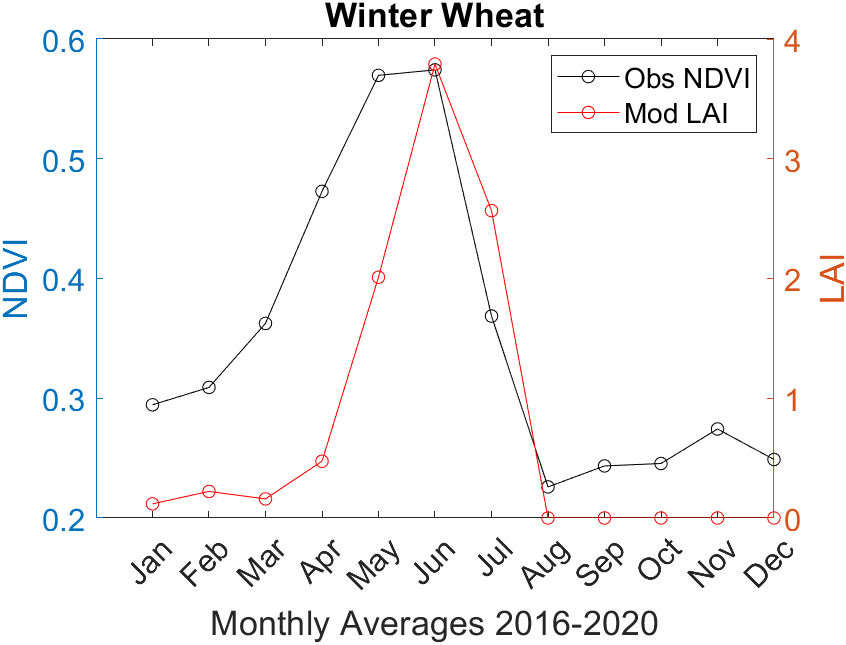 Winter Wheat
0.6
0.5
0.4
0.3
0.2
NDVI
4
3
2
1
0
LAI
Obs NDVI
Mod LAI
Jan Feb Mar Apr May Jun Jul Aug Sep Oct Nov Dec
Monthly Averages 2016-2020